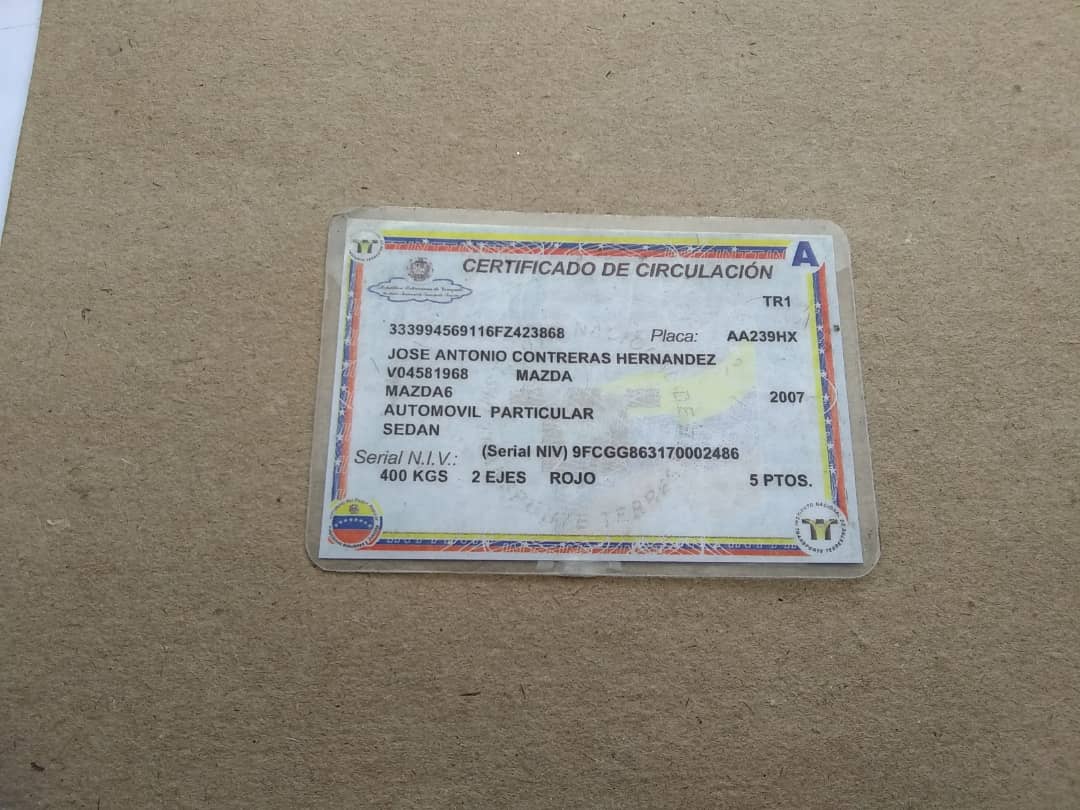 A
CERTIFICADO DE CIRCULACIÓN
TR1
333994569116FZ423868 Placa: AA239HX
JOSE ANTONIO CONTRERAS HERNANDEZ
V04581968 MAZDA
MAZDA6 2007
AUTOMOVIL PARTICULAR
SEDAN
Serial N.I.V.: (Serial NIV) 9FCGG863170002486
400 KGS 2 EJES ROJO 5 PTOS.